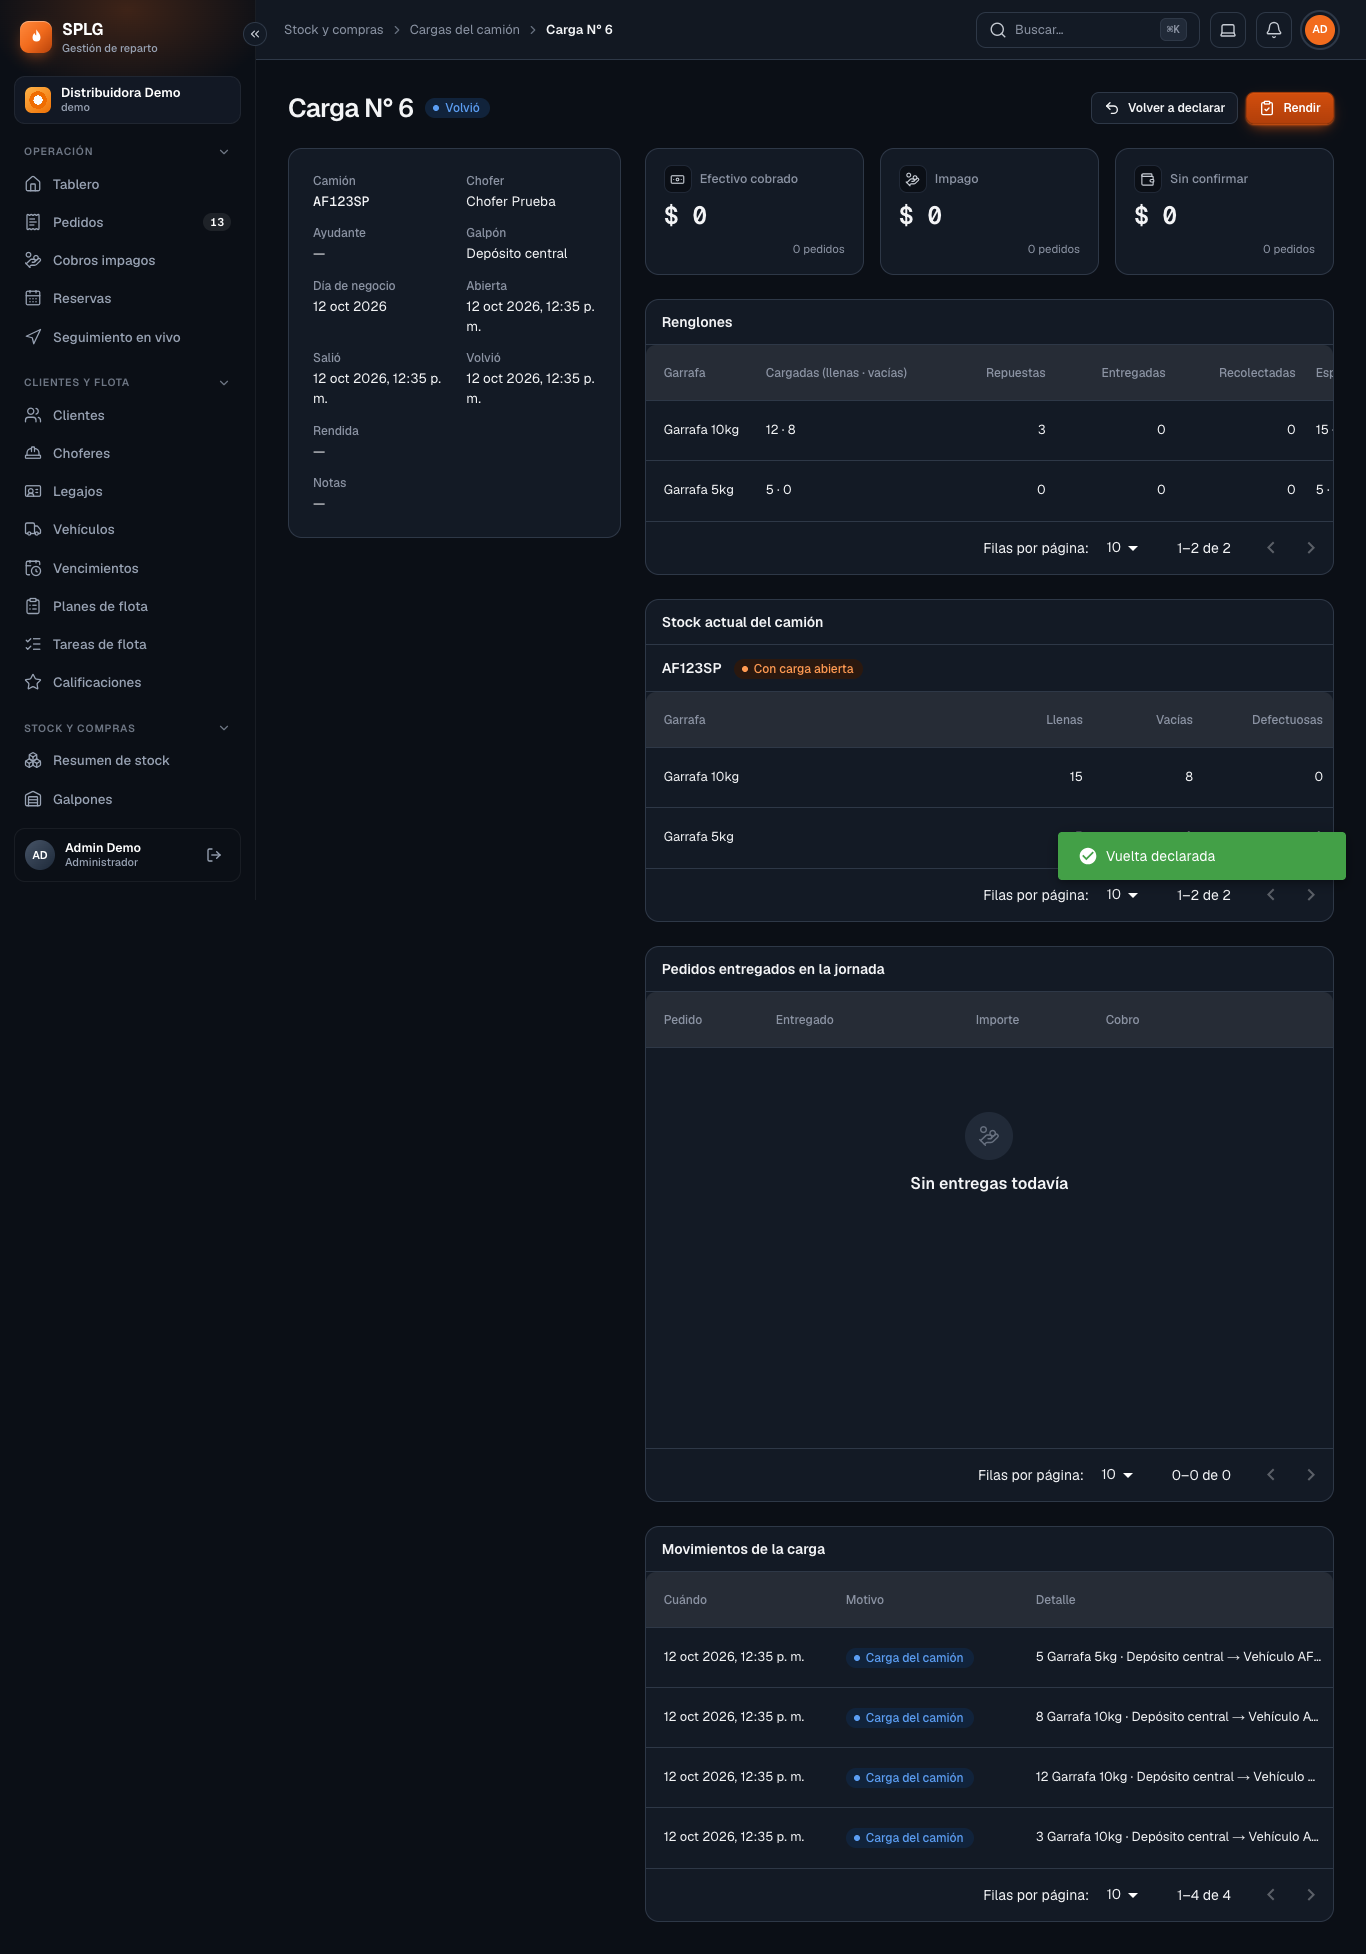 SPLG
Gestión de reparto
Distribuidora Demo
demo
OPERACIÓN
Tablero
Pedidos 13
Cobros impagos
Reservas
Seguimiento en vivo
CLIENTES Y FLOTA
Clientes
Choferes
Legajos
Vehículos
Vencimientos
Planes de flota
Tareas de flota
Calificaciones
STOCK Y COMPRAS
Resumen de stock
Galpones
AD
Admin Demo
Administrador
Stock y compras > Cargas del camión > Carga N° 6
Buscar... ⌘K
AD
Carga N° 6 Volvió
Volver a declarar Rendir
Camión Chofer
AF123SP Chofer Prueba
Ayudante Galpón
— Depósito central
Día de negocio Abierta
12 oct 2026 12 oct 2026, 12:35 p. m.
Salió Volvió
12 oct 2026, 12:35 p. m. 12 oct 2026, 12:35 p. m.
Rendida
—
Notas
—
Efectivo cobrado
$ 0
0 pedidos
Impago
$ 0
0 pedidos
Sin confirmar
$ 0
0 pedidos
Renglones
Garrafa Cargadas (llenas · vacías) Repuestas Entregadas Recolectadas Esp
Garrafa 10kg 12 · 8 3 0 0 15 ·
Garrafa 5kg 5 · 0 0 0 0 5 ·
Filas por página: 10 1–2 de 2
Stock actual del camión
AF123SP Con carga abierta
Garrafa Llenas Vacías Defectuosas
Garrafa 10kg 15 8 0
Garrafa 5kg
Vuelta declarada
Filas por página: 10 1–2 de 2
Pedidos entregados en la jornada
Pedido Entregado Importe Cobro
Sin entregas todavía
Filas por página: 10 0–0 de 0
Movimientos de la carga
Cuándo Motivo Detalle
12 oct 2026, 12:35 p. m. Carga del camión 5 Garrafa 5kg · Depósito central → Vehículo AF...
12 oct 2026, 12:35 p. m. Carga del camión 8 Garrafa 10kg · Depósito central → Vehículo A...
12 oct 2026, 12:35 p. m. Carga del camión 12 Garrafa 10kg · Depósito central → Vehículo ...
12 oct 2026, 12:35 p. m. Carga del camión 3 Garrafa 10kg · Depósito central → Vehículo A...
Filas por página: 10 1–4 de 4